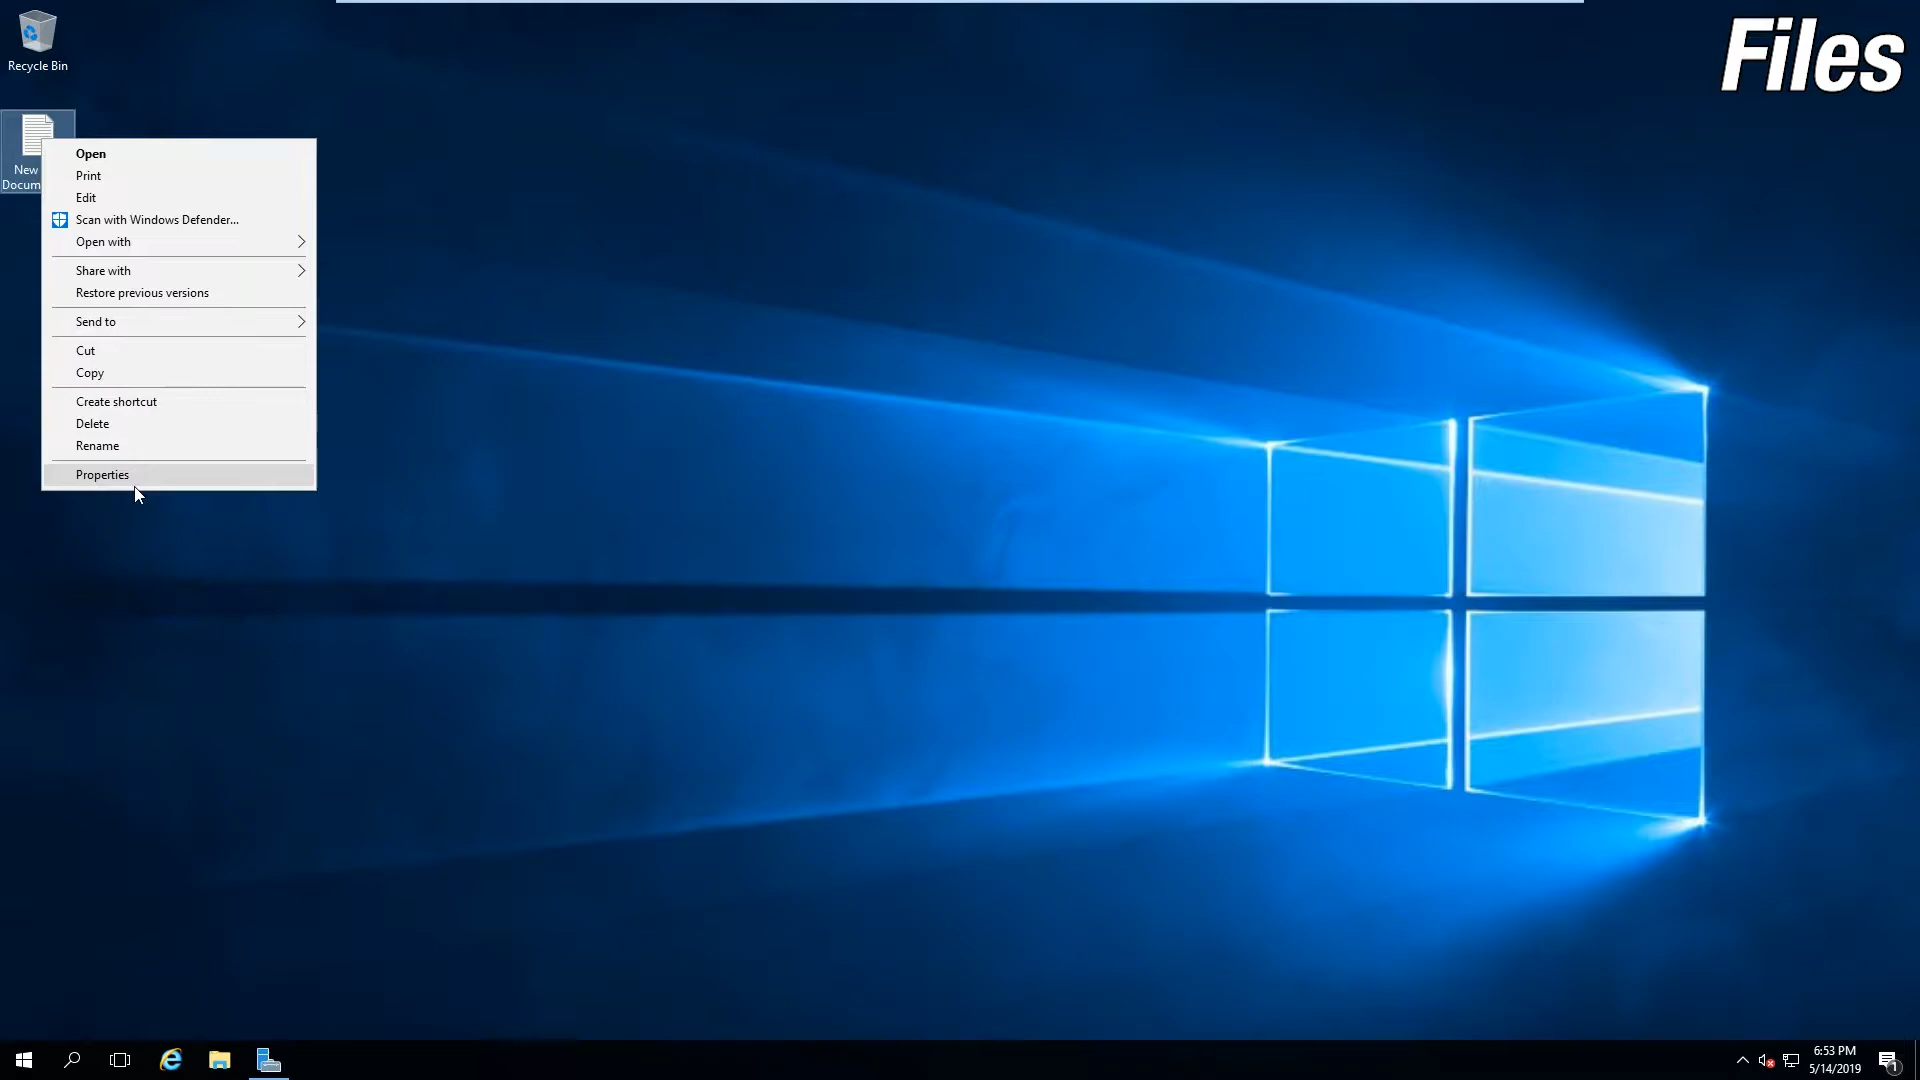 Recycle Bin
Files
New
Docum
Open
Print
Edit
Scan with Windows Defender...
Open with
Share with
Restore previous versions
Send to
Cut
Copy
Create shortcut
Delete
Rename
Properties
6:53 PM
5/14/2019
1